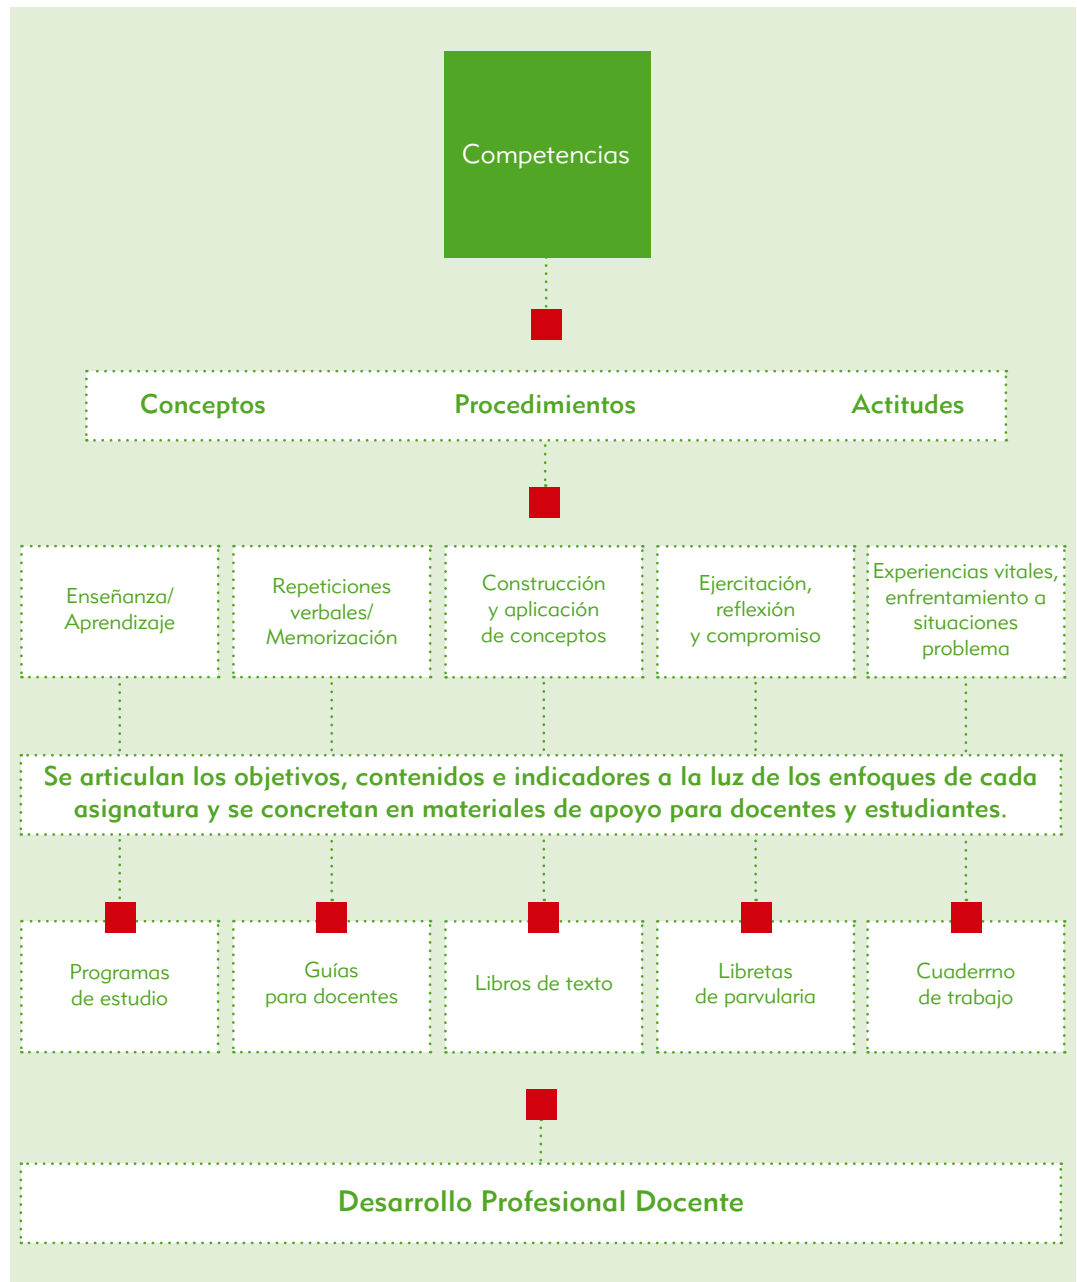 Competencias
Conceptos Procedimientos Actitudes
Enseñanza/
Aprendizaje
Repeticiones
verbales/
Memorización
Construcción
y aplicación
de conceptos
Ejercitación,
reflexión
y compromiso
Experiencias vitales,
enfrentamiento a
situaciones
problema
Se articulan los objetivos, contenidos e indicadores a la luz de los enfoques de cada
asignatura y se concretan en materiales de apoyo para docentes y estudiantes.
Programas
de estudio
Guías
para docentes
Libros de texto
Libretas
de parvularia
Cuaderrno
de trabajo
Desarrollo Profesional Docente